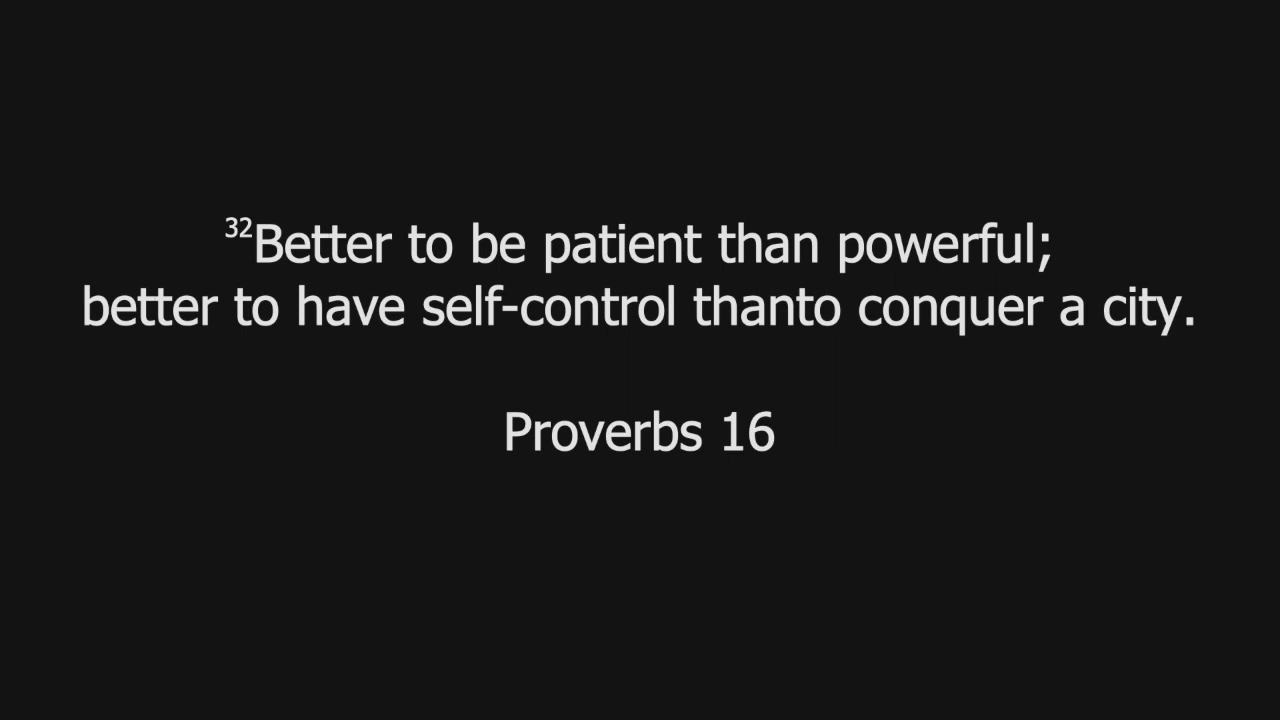 32Better to be patient than powerful;
better to have self-control thanto conquer a city.
Proverbs 16